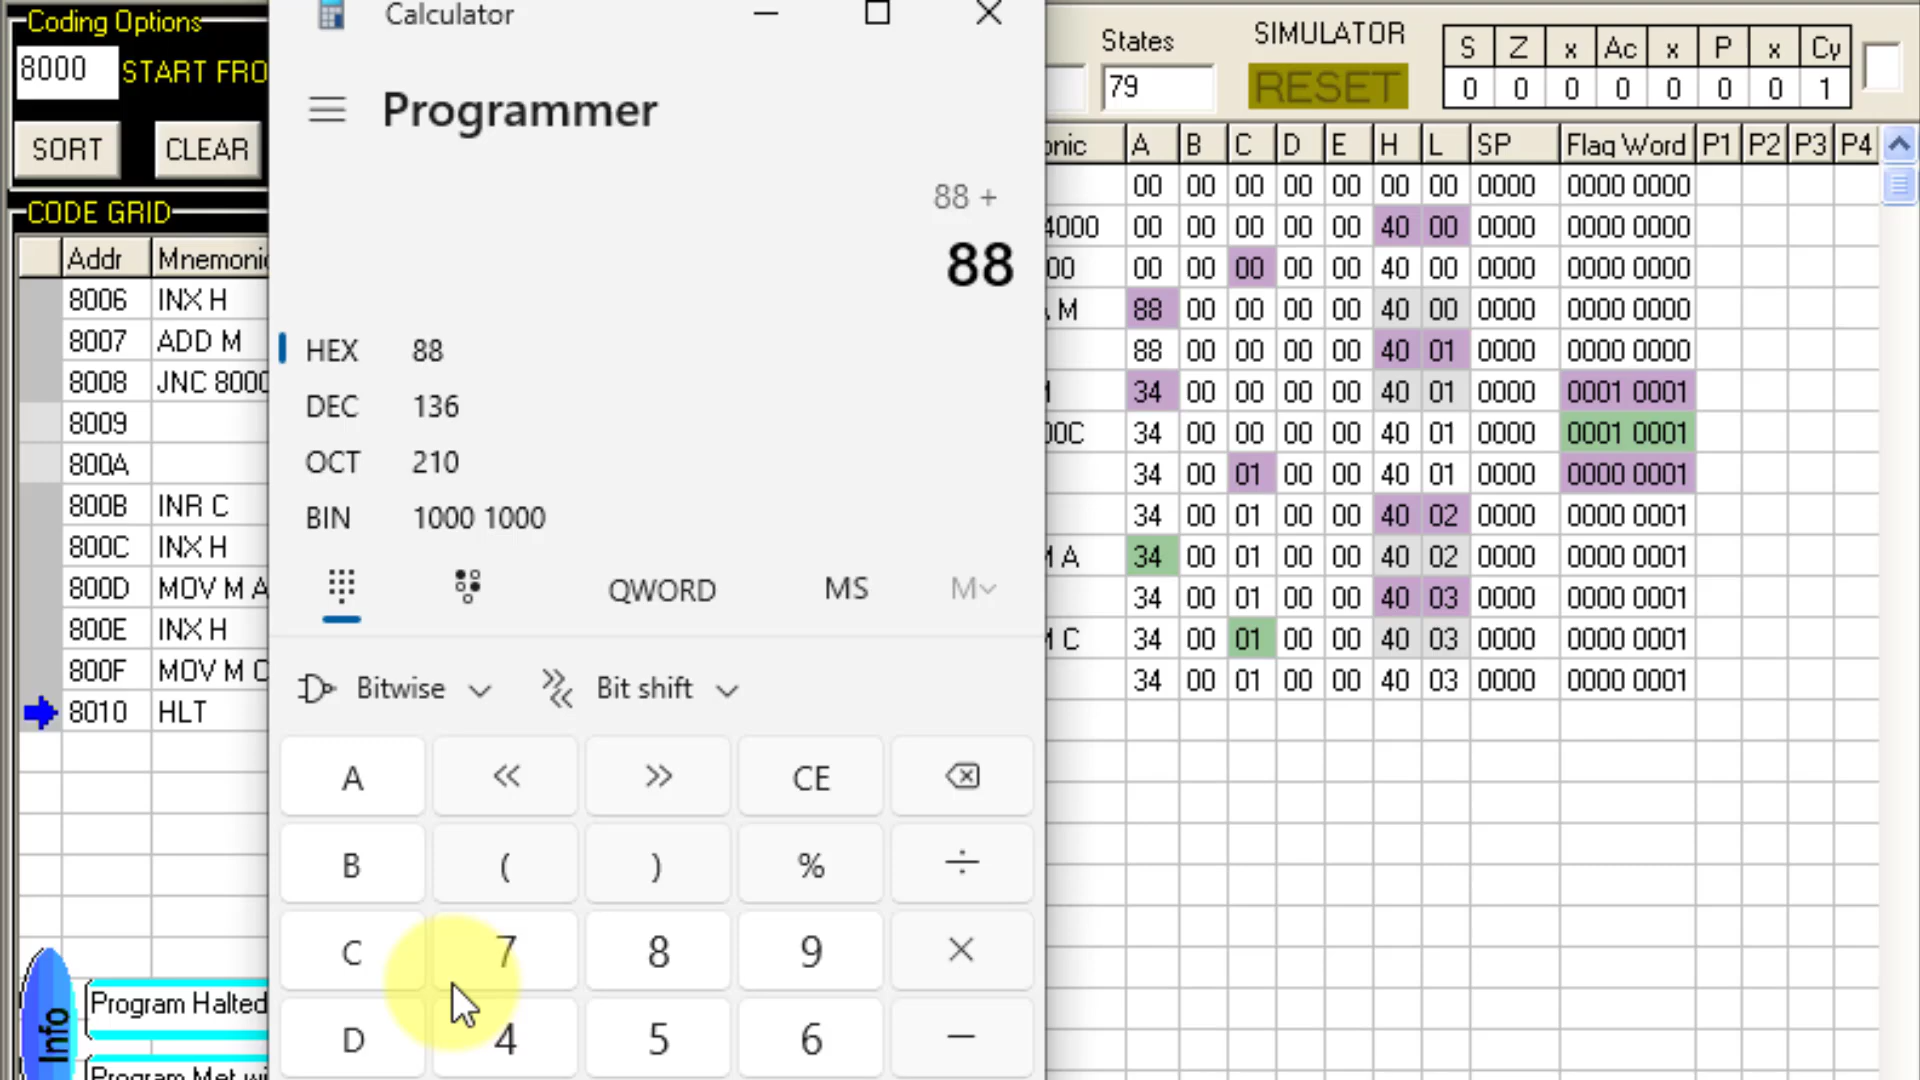 Coding Options
8000 START FRO
SORT CLEAR
CODE GRID
Addr Mnemonic
8006 INX H
8007 ADD M
8008 JNC 800C
8009
800A
800B INR C
800C INX H
800D MOV M A
800E INX H
800F MOV M C
8010 HLT
Info
Program Halted
Program Met wi
Calculator
Programmer
88 +
88
HEX 88
DEC 136
OCT 210
BIN 1000 1000
QWORD MS M
Bitwise Bit shift
A << >> CE
B ( ) % ÷
C 7 8 9 ×
D 4 5 6 −
States
79
SIMULATOR
RESET
S Z x Ac x P x Cy
0 0 0 0 0 0 0 1
onic A B C D E H L SP Flag Word P1 P2 P3 P4
00 00 00 00 00 00 00 0000 0000 0000
4000 00 00 00 00 00 40 00 0000 0000 0000
00 00 00 00 00 00 40 00 0000 0000 0000
A M 88 00 00 00 00 40 00 0000 0000 0000
88 00 00 00 00 40 01 0000 0000 0000
34 00 00 00 00 40 01 0000 0001 0001
00C 34 00 00 00 00 40 01 0000 0001 0001
34 00 01 00 00 40 01 0000 0000 0001
34 00 01 00 00 40 02 0000 0000 0001
M A 34 00 01 00 00 40 02 0000 0000 0001
34 00 01 00 00 40 03 0000 0000 0001
M C 34 00 01 00 00 40 03 0000 0000 0001
34 00 01 00 00 40 03 0000 0000 0001